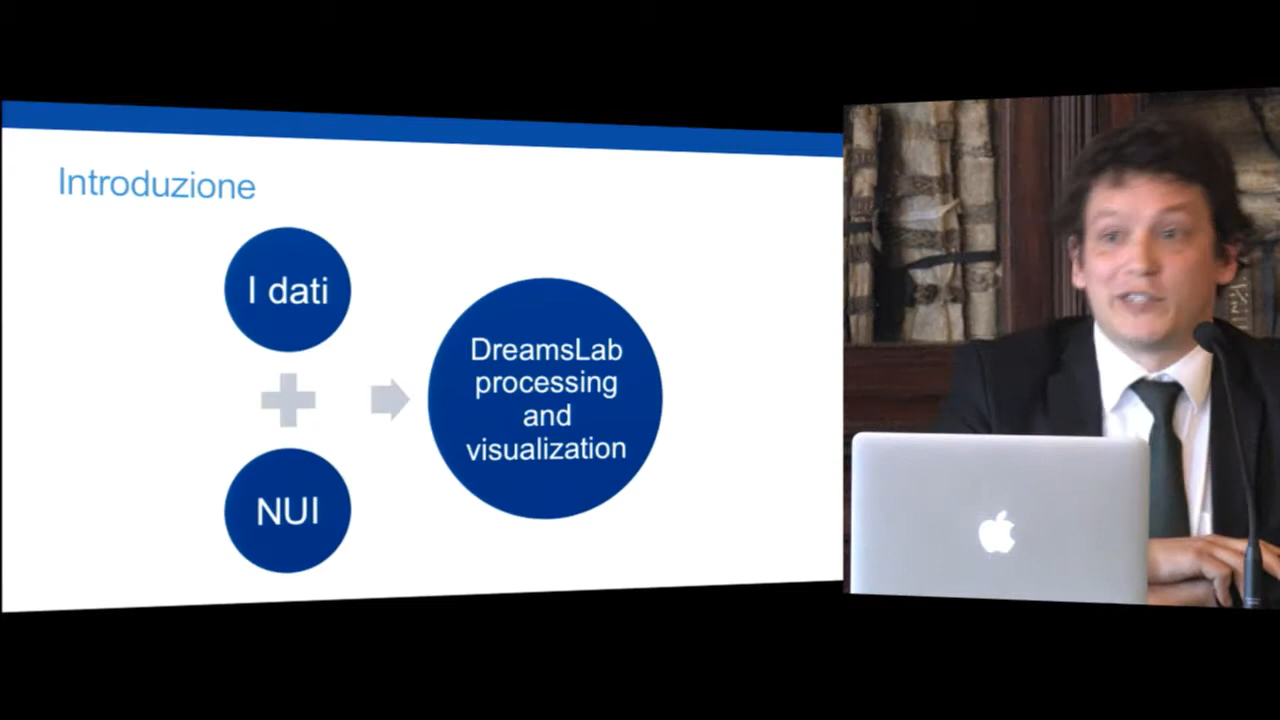 Introduzione
I dati
NUI
DreamsLab
processing
and
visualization